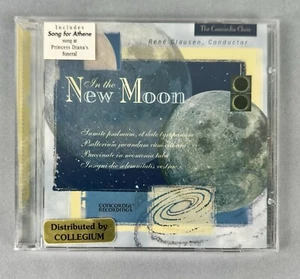 Includes
Song for Athene
sung at
Princess Diana's
funeral
The Concordia Choir
René Clausen, Conductor
In the
New Moon
Sumite psalmum, et date tympanum
Psalterium jucundum cum cithara
Buccinate in neomenia tuba
Insigni die solemnitatis vestrae
CONCORDIA
RECORDINGS
Distributed by
COLLEGIUM